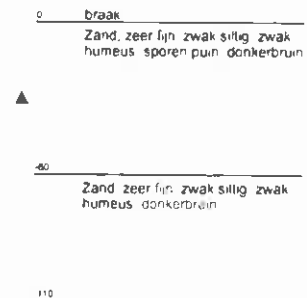 0 braak
Zand, zeer fijn zwak siltig zwak
humeus sporen puin donkerbruin
-60
Zand zeer fijn zwak siltig zwak
humeus donkerbruin
110